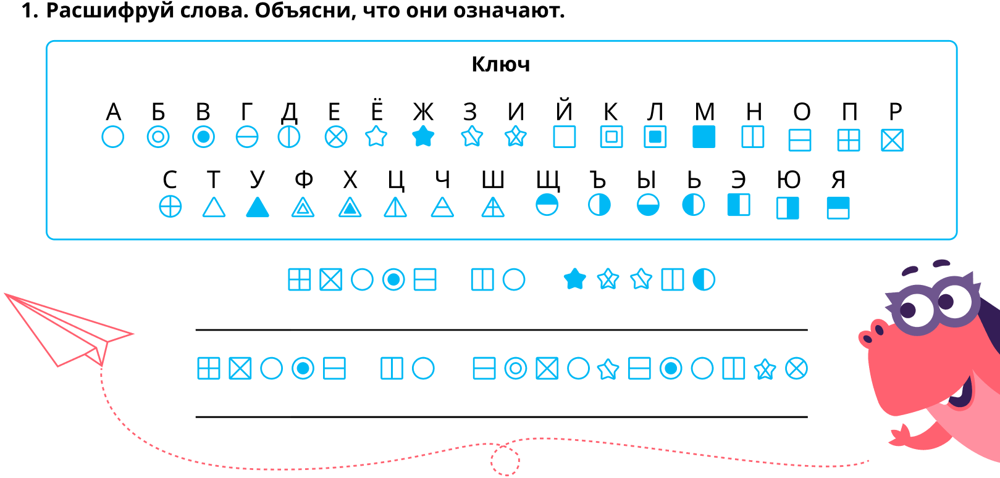 1. Расшифруй слова. Объясни, что они означают.
Ключ
А Б В Г Д Е Ё Ж З И Й К Л М Н О П Р
С Т У Ф Х Ц Ч Ш Щ Ъ Ы Ь Э Ю Я